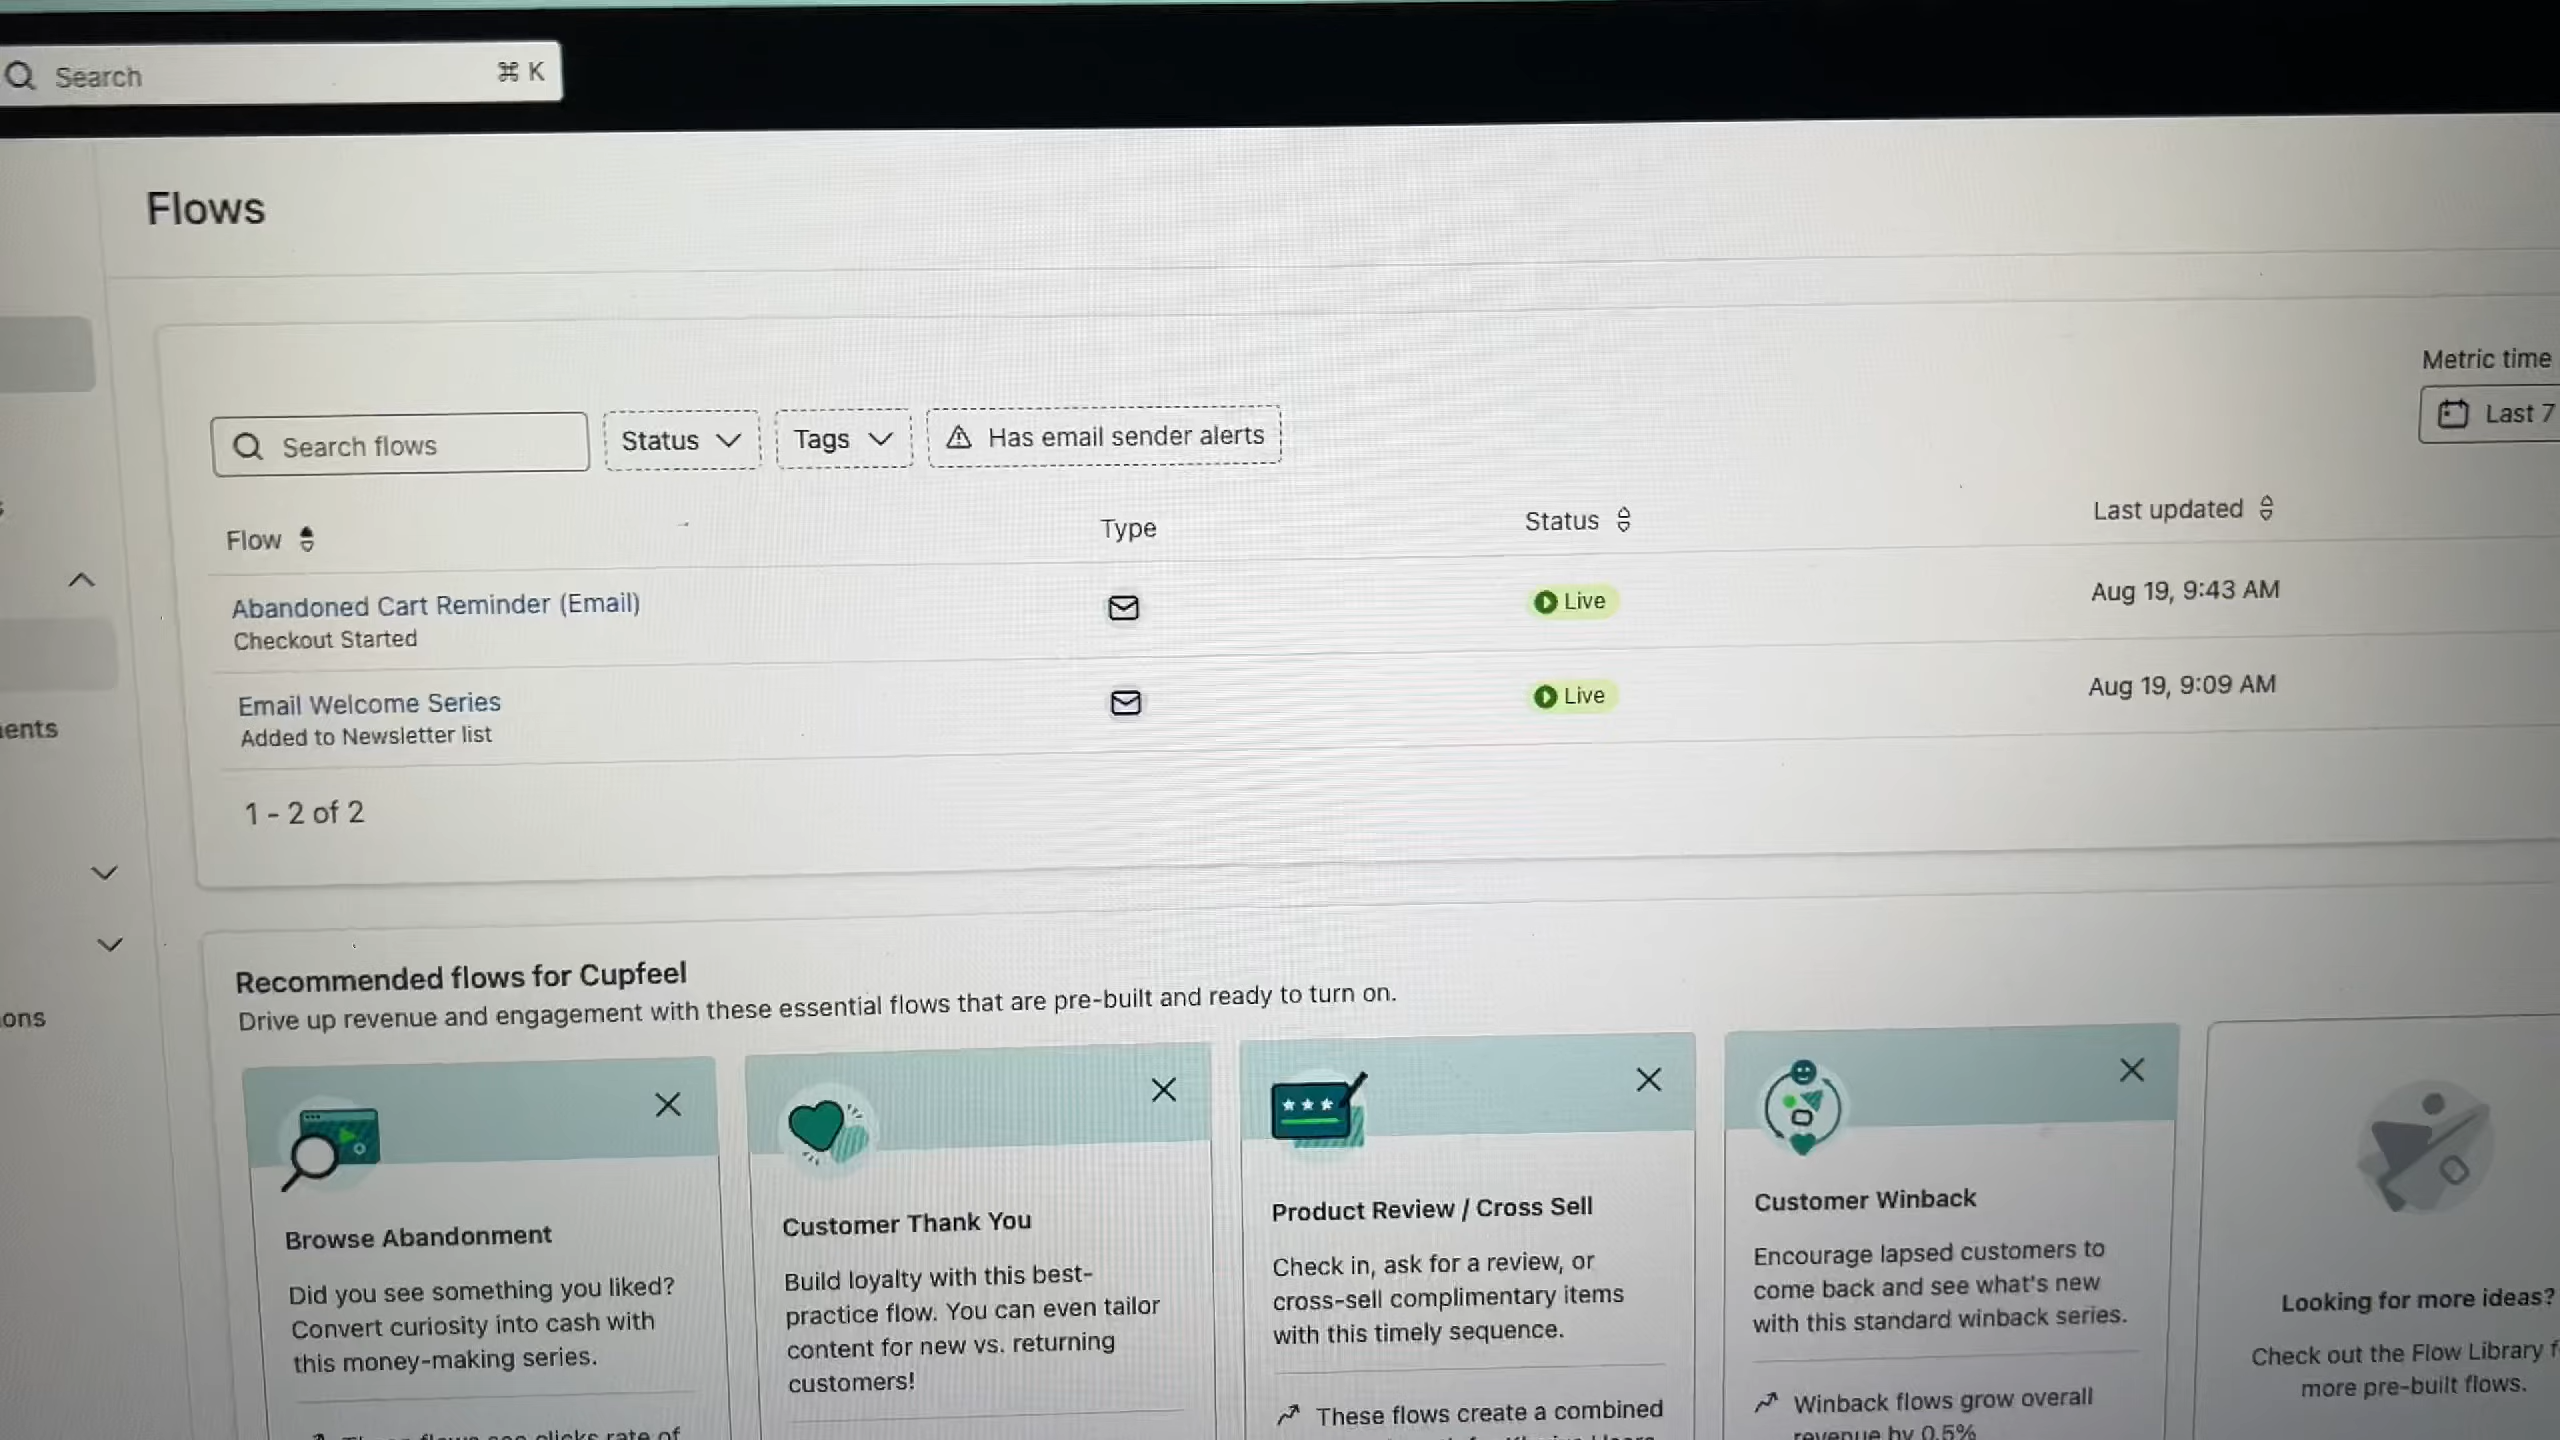 Search ⌘ K
Flows
Metric time
Last 7
Search flows
Status
Tags
Has email sender alerts
Flow
Type
Status
Last updated
Abandoned Cart Reminder (Email)
Checkout Started
Live
Aug 19, 9:43 AM
Email Welcome Series
Added to Newsletter list
Live
Aug 19, 9:09 AM
ents
1 - 2 of 2
ons
Recommended flows for Cupfeel
Drive up revenue and engagement with these essential flows that are pre-built and ready to turn on.
Browse Abandonment
Did you see something you liked?
Convert curiosity into cash with
this money-making series.
clicks rate of
Customer Thank You
Build loyalty with this best-
practice flow. You can even tailor
content for new vs. returning
customers!
Product Review / Cross Sell
Check in, ask for a review, or
cross-sell complimentary items
with this timely sequence.
These flows create a combined
Customer Winback
Encourage lapsed customers to
come back and see what's new
with this standard winback series.
Winback flows grow overall
revenue by 0.5%
Looking for more ideas?
Check out the Flow Library f
more pre-built flows.